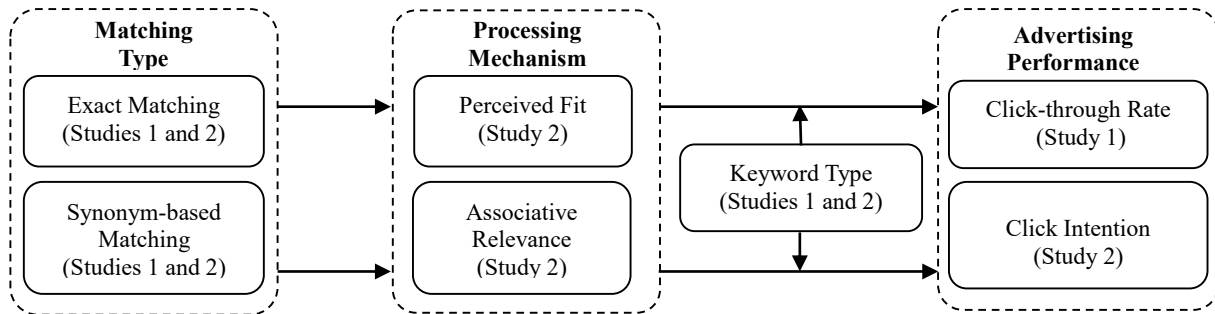 Matching
Type
Exact Matching
(Studies 1 and 2)
Synonym-based
Matching
(Studies 1 and 2)
Processing
Mechanism
Perceived Fit
(Study 2)
Associative
Relevance
(Study 2)
Keyword Type
(Studies 1 and 2)
Advertising
Performance
Click-through Rate
(Study 1)
Click Intention
(Study 2)